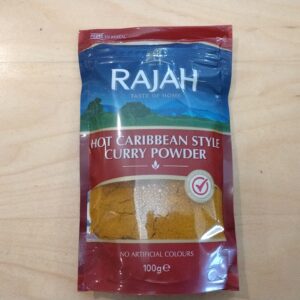 RAJAH
TASTE OF HOME
HOT CARIBBEAN STYLE
CURRY POWDER
NO ARTIFICIAL COLOURS
100g℮